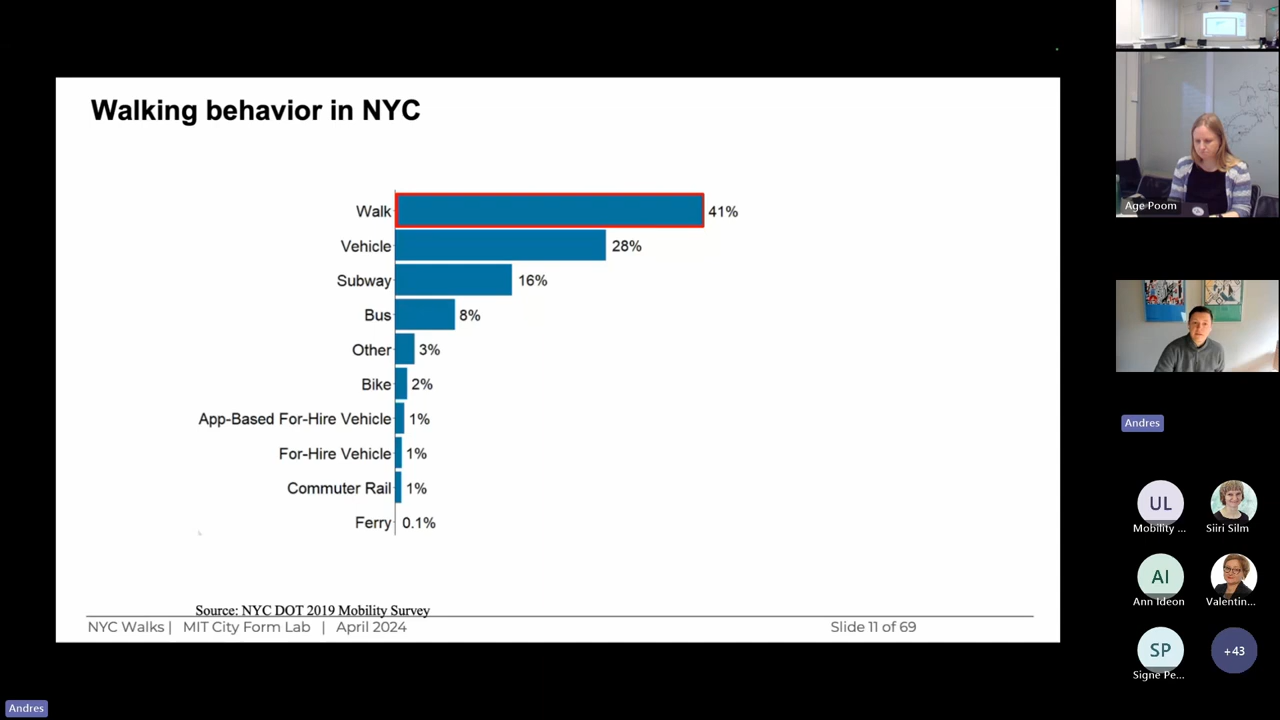 Walking behavior in NYC
Walk 41%
Vehicle 28%
Subway 16%
Bus 8%
Other 3%
Bike 2%
App-Based For-Hire Vehicle 1%
For-Hire Vehicle 1%
Commuter Rail 1%
Ferry 0.1%
Source: NYC DOT 2019 Mobility Survey
NYC Walks | MIT City Form Lab | April 2024
Slide 11 of 69
Age Poom
Andres
UL
Mobility ...
Siiri Silm
AI
Ann Ideon
Valentin...
SP
Signe Pe...
+43
Andres